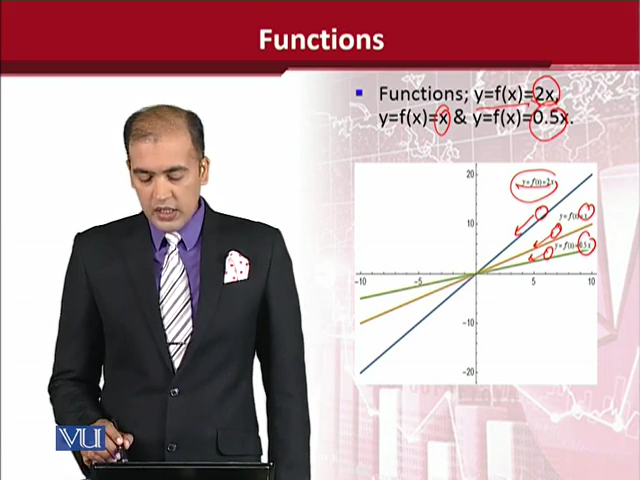 Functions
Functions; y=f(x)=2x,
y=f(x)=x & y=f(x)=0.5x.
20
y = f(x) = 2x
10
y = f(x) = x
y = f(x) = 0.5x
-10
-5
5
10
-10
-20
VU